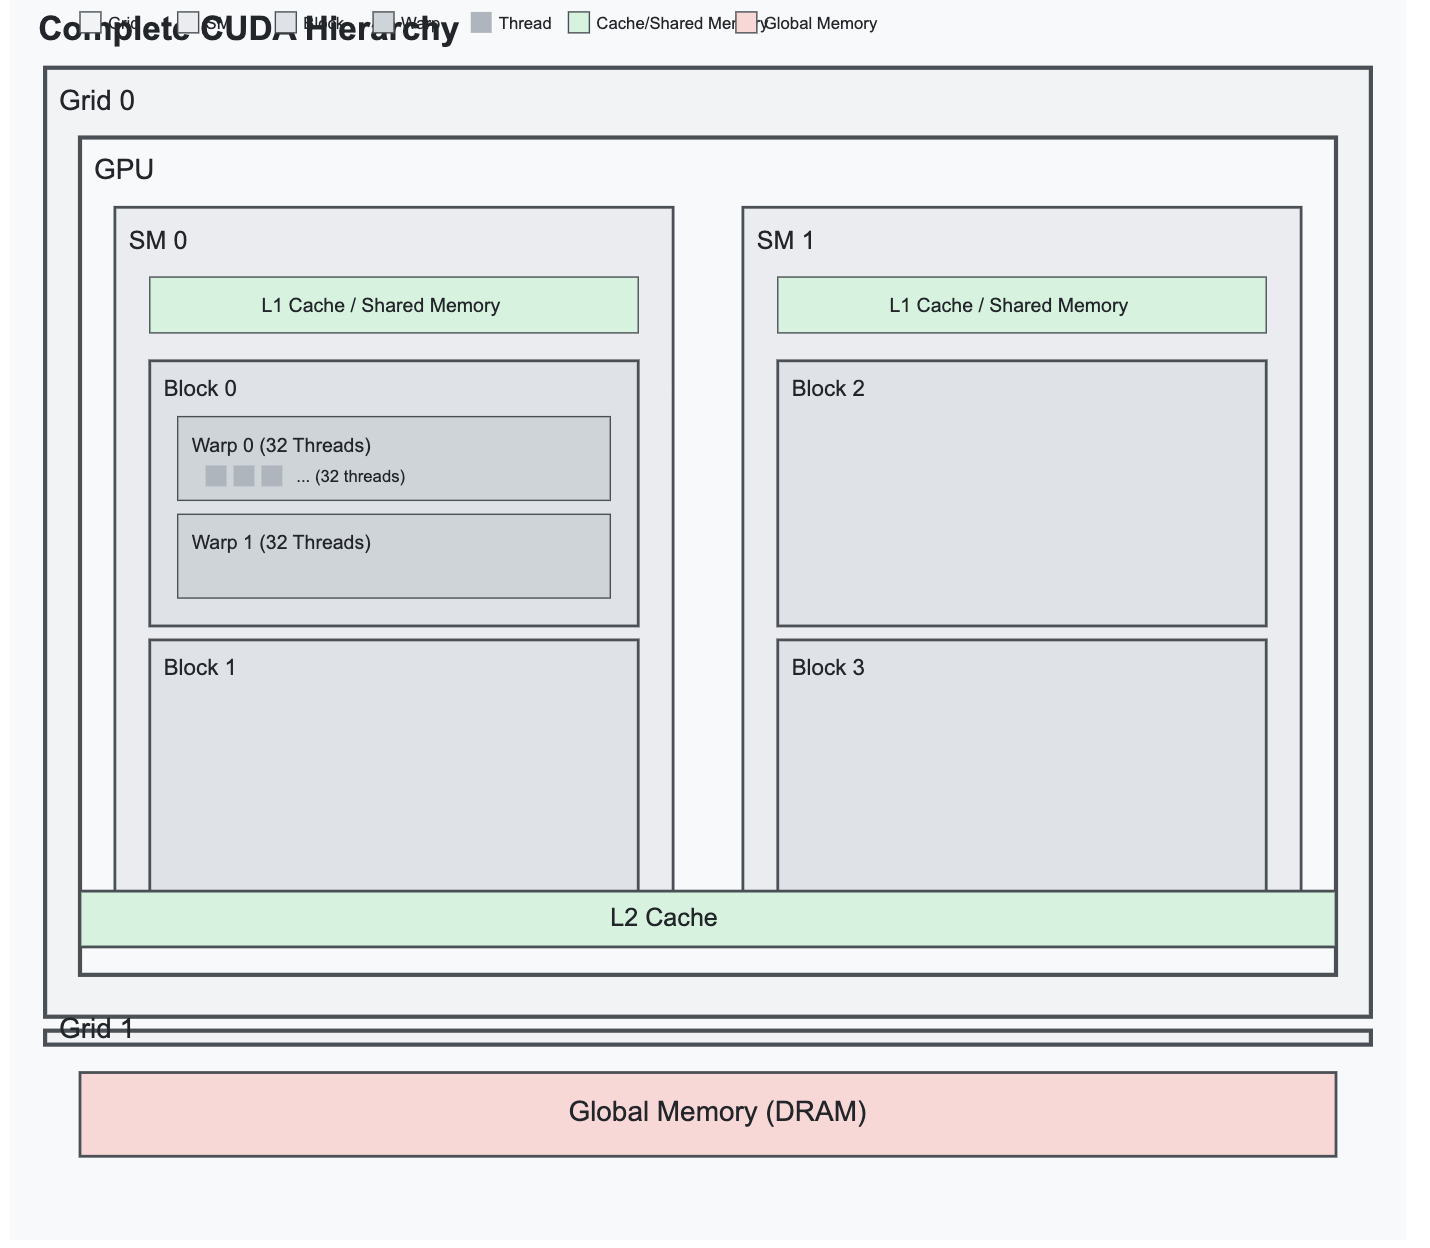 Complete CUDA Hierarchy
Grid SM Block Warp Thread Cache/Shared Memory Global Memory
Grid 0
GPU
SM 0 SM 1
L1 Cache / Shared Memory L1 Cache / Shared Memory
Block 0 Block 2
Warp 0 (32 Threads)
... (32 threads)
Warp 1 (32 Threads)
Block 1 Block 3
L2 Cache
Grid 1
Global Memory (DRAM)